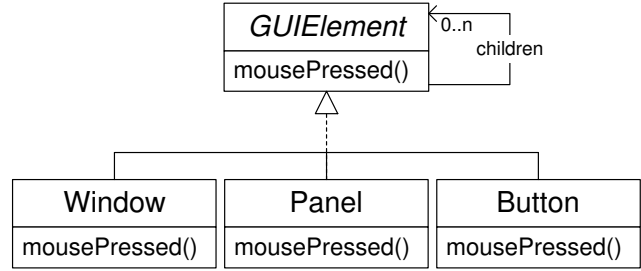 GUIElement
0..n
children
mousePressed()
Window
Panel
Button
mousePressed()
mousePressed()
mousePressed()